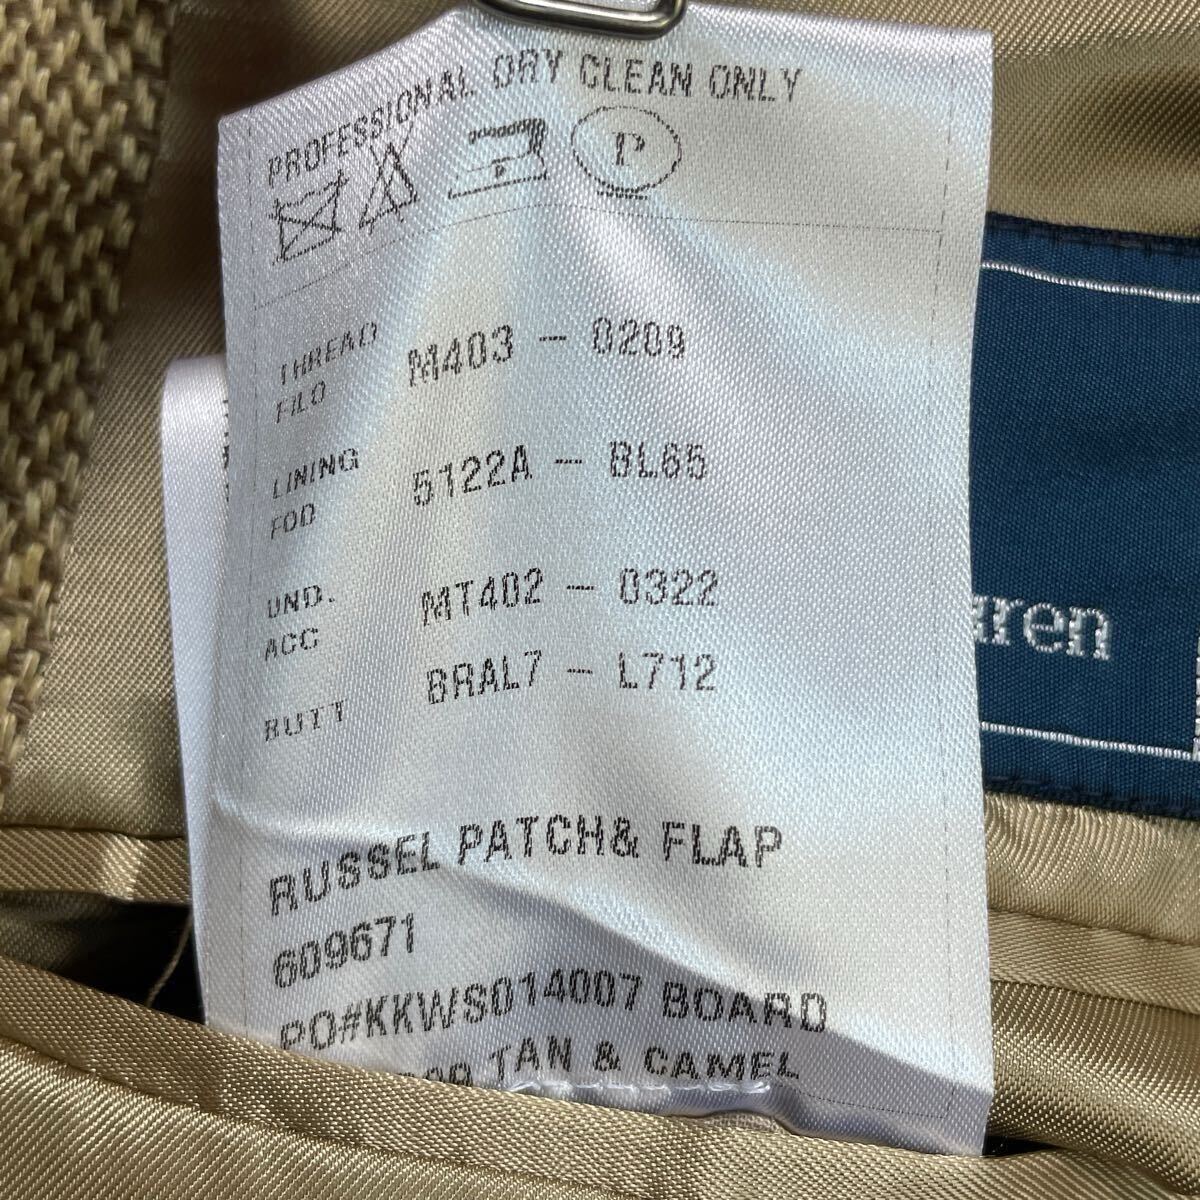 PROFESSIONAL DRY CLEAN ONLY
P P
THREAD M403 - 0209
FILO
LINING 5122A - BL65
FOD
UND. MT402 - 0322
ACC
BUTT BRAL7 - L712
RUSSEL PATCH& FLAP
609671
PO#KKWS014007 BOARD
TAN & CAMEL
uren